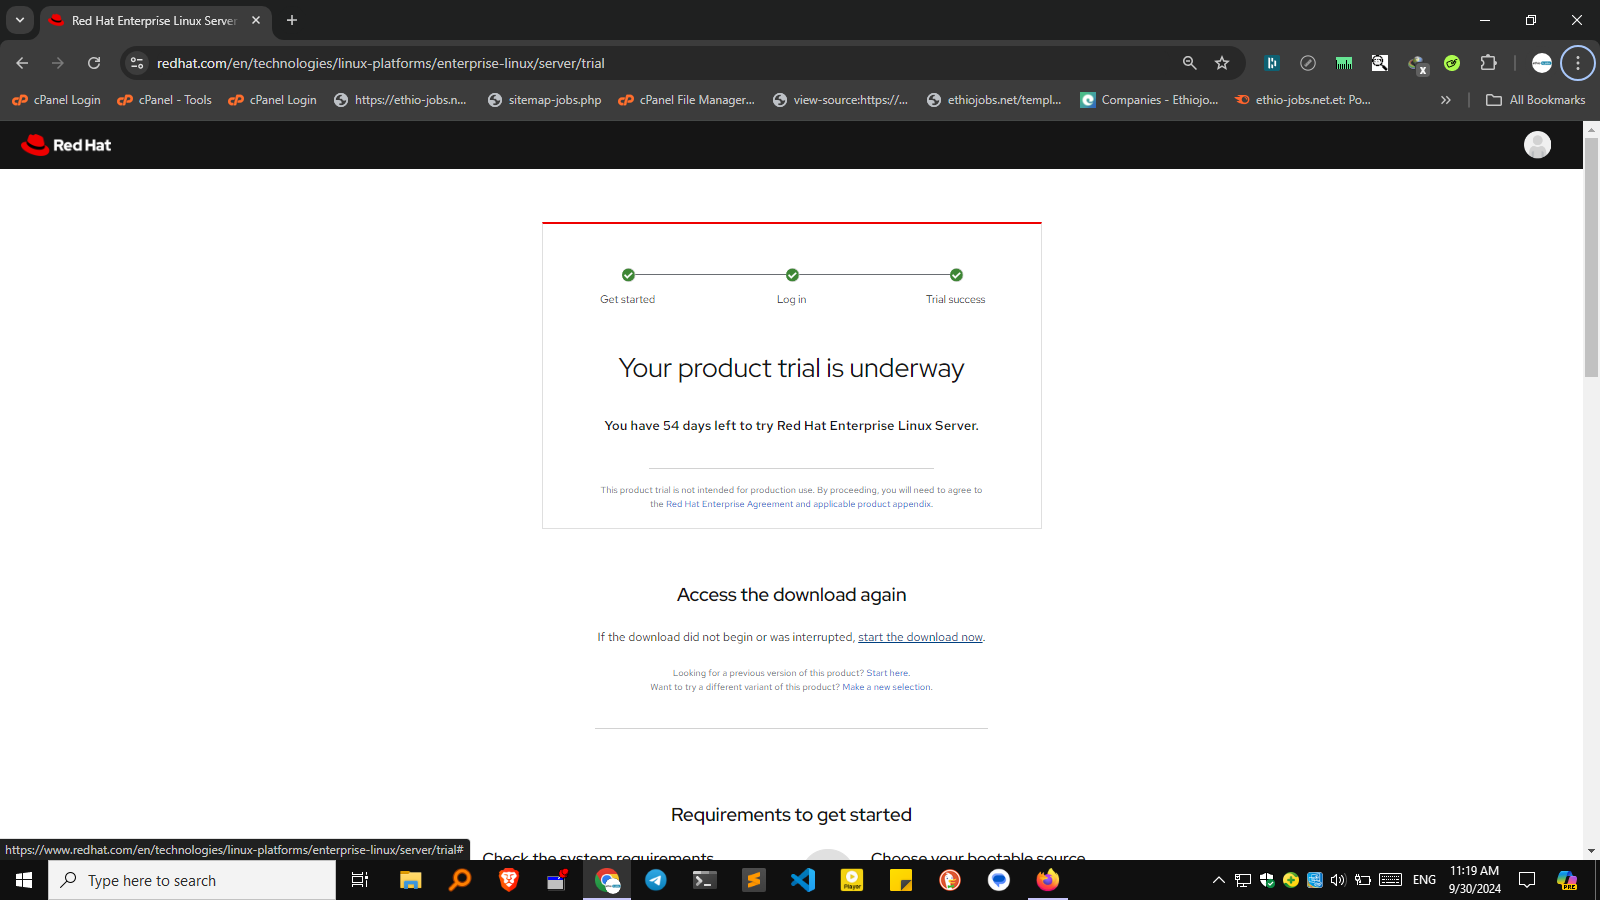 Red Hat Enterprise Linux Server
redhat.com/en/technologies/linux-platforms/enterprise-linux/server/trial
cPanel Login
cPanel - Tools
cPanel Login
https://ethio-jobs.n...
sitemap-jobs.php
cPanel File Manager...
view-source:https://...
ethiojobs.net/templ...
Companies - Ethiojo...
ethio-jobs.net.et: Po...
All Bookmarks
Red Hat
Get started
Log in
Trial success
Your product trial is underway
You have 54 days left to try Red Hat Enterprise Linux Server.
This product trial is not intended for production use. By proceeding, you will need to agree to
the Red Hat Enterprise Agreement and applicable product appendix.
Access the download again
If the download did not begin or was interrupted, start the download now.
Looking for a previous version of this product? Start here.
Want to try a different variant of this product? Make a new selection.
Requirements to get started
Check the system requirements
Choose your bootable source
https://www.redhat.com/en/technologies/linux-platforms/enterprise-linux/server/trial#
Type here to search
Player
ENG
11:19 AM
9/30/2024
PRE